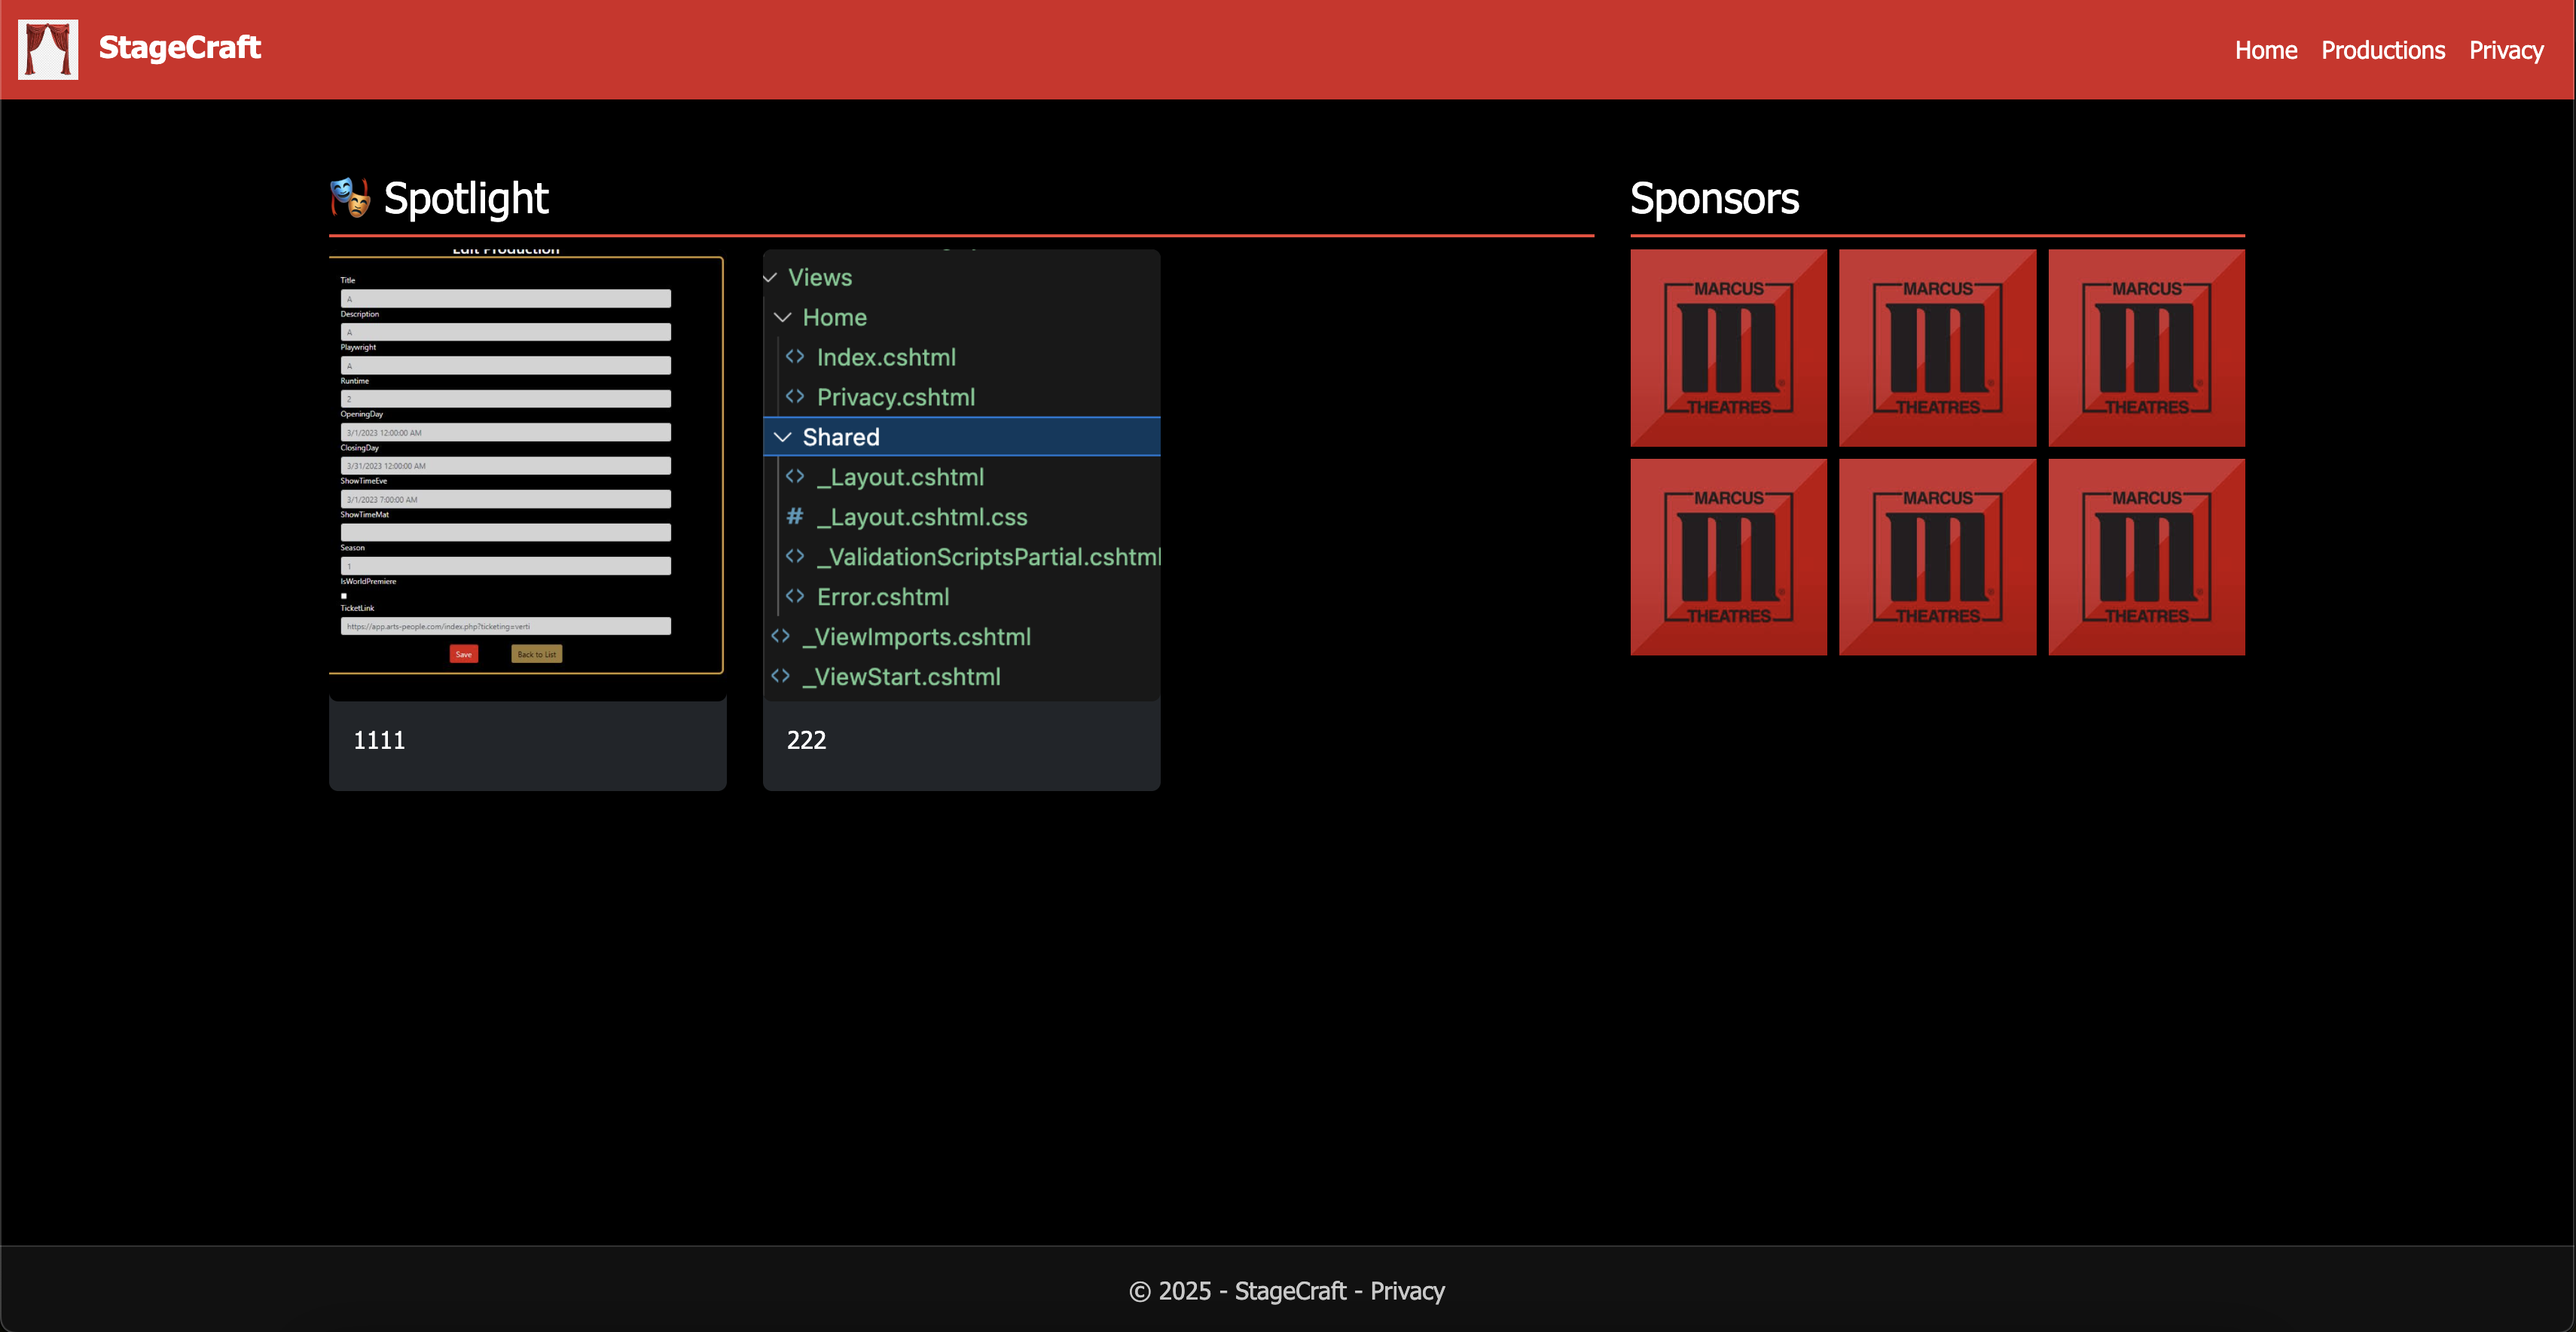 StageCraft
Home Productions Privacy
🎭 Spotlight
Sponsors
Edit Production
Title
A
Description
A
Playwright
A
Runtime
2
OpeningDay
3/1/2023 12:00:00 AM
ClosingDay
3/31/2023 12:00:00 AM
ShowTimeEve
3/1/2023 7:00:00 AM
ShowTimeMat
Season
1
IsWorldPremiere
TicketLink
https://app.arts-people.com/index.php?ticketing=verti
Save Back to List
1111
Views
Home
<> Index.cshtml
<> Privacy.cshtml
Shared
<> _Layout.cshtml
# _Layout.cshtml.css
<> _ValidationScriptsPartial.cshtml
<> Error.cshtml
<> _ViewImports.cshtml
<> _ViewStart.cshtml
222
MARCUS
THEATRES
MARCUS
THEATRES
MARCUS
THEATRES
MARCUS
THEATRES
MARCUS
THEATRES
MARCUS
THEATRES
© 2025 - StageCraft - Privacy